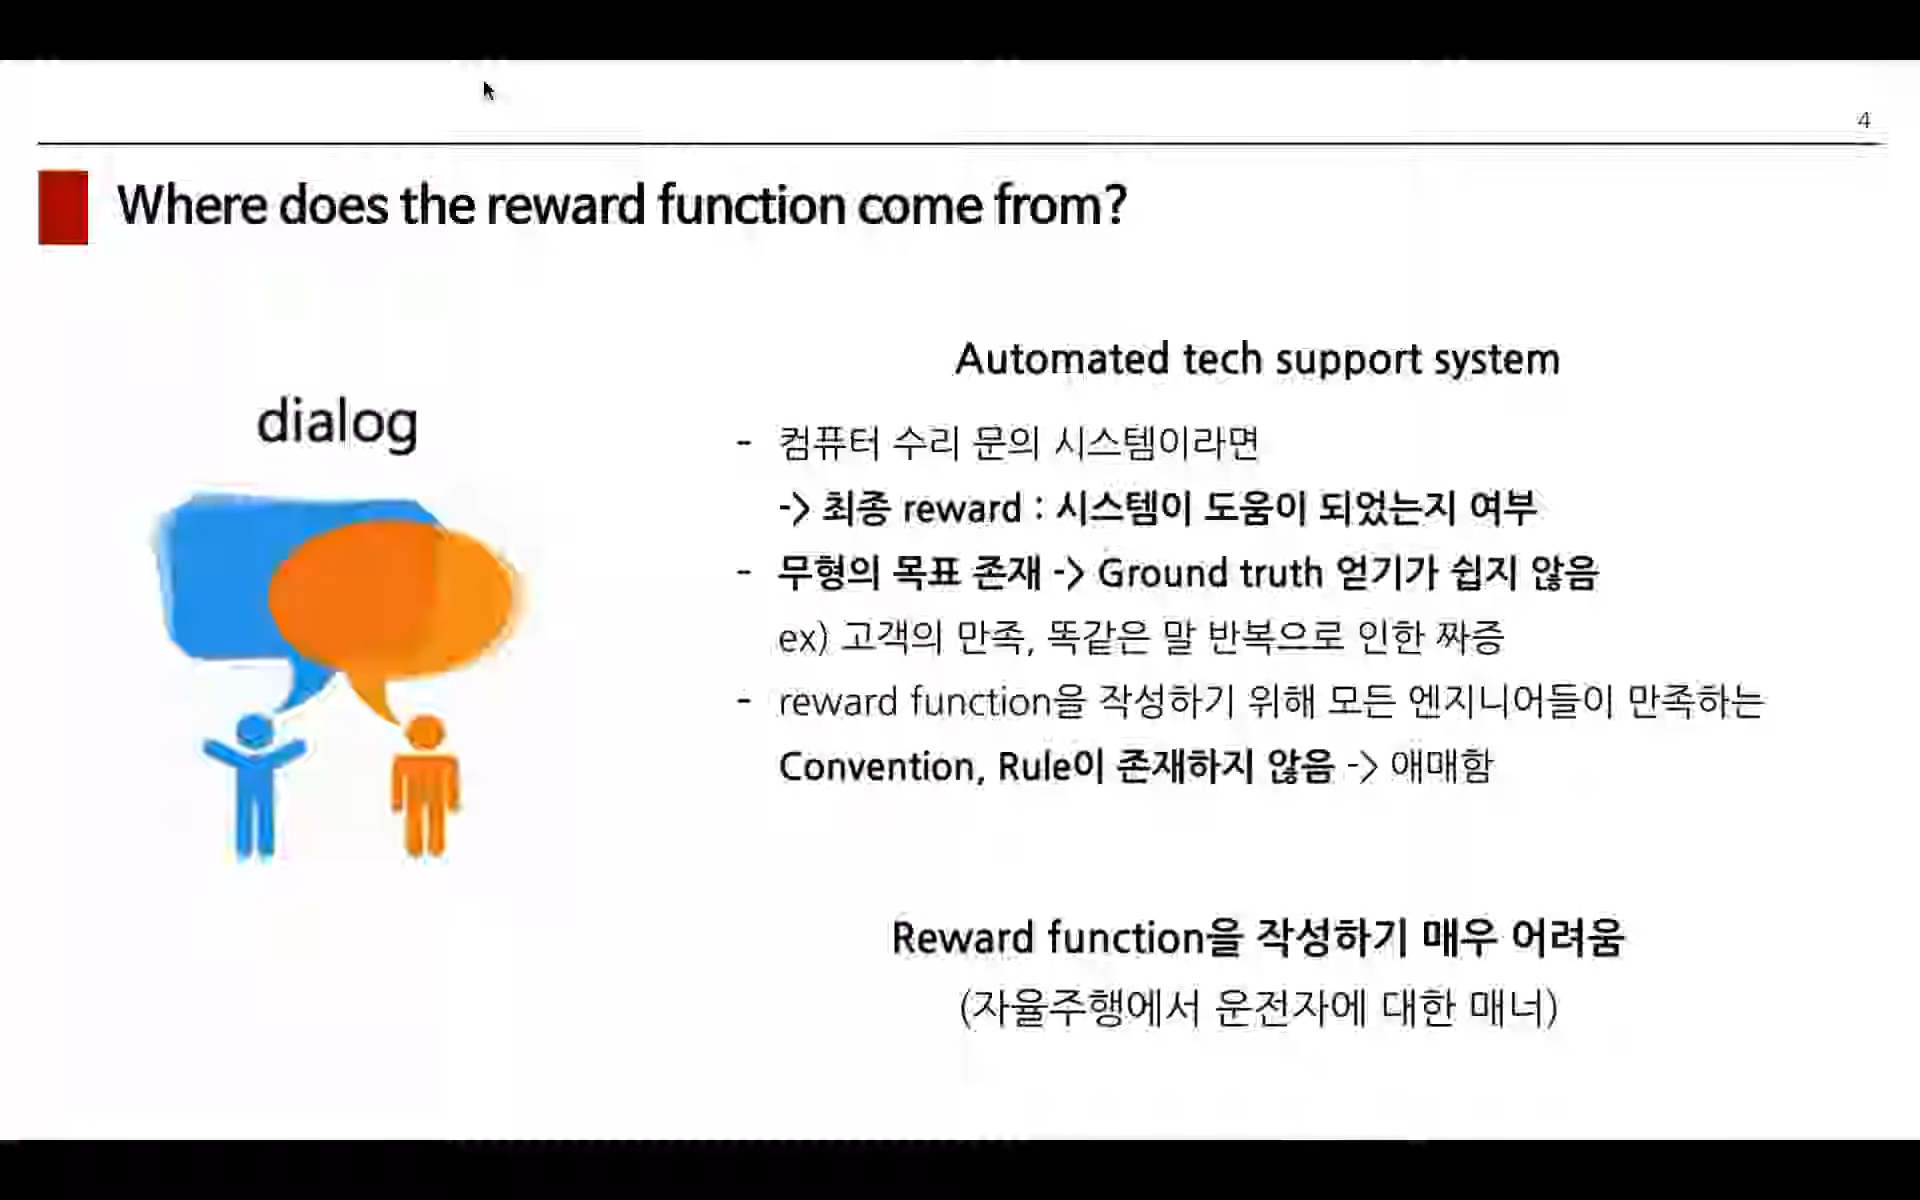 4
Where does the reward function come from?
dialog
Automated tech support system
- 컴퓨터 수리 문의 시스템이라면
-> 최종 reward : 시스템이 도움이 되었는지 여부
- 무형의 목표 존재 -> Ground truth 얻기가 쉽지 않음
ex) 고객의 만족, 똑같은 말 반복으로 인한 짜증
- reward function을 작성하기 위해 모든 엔지니어들이 만족하는
Convention, Rule이 존재하지 않음 -> 애매함
Reward function을 작성하기 매우 어려움
(자율주행에서 운전자에 대한 매너)